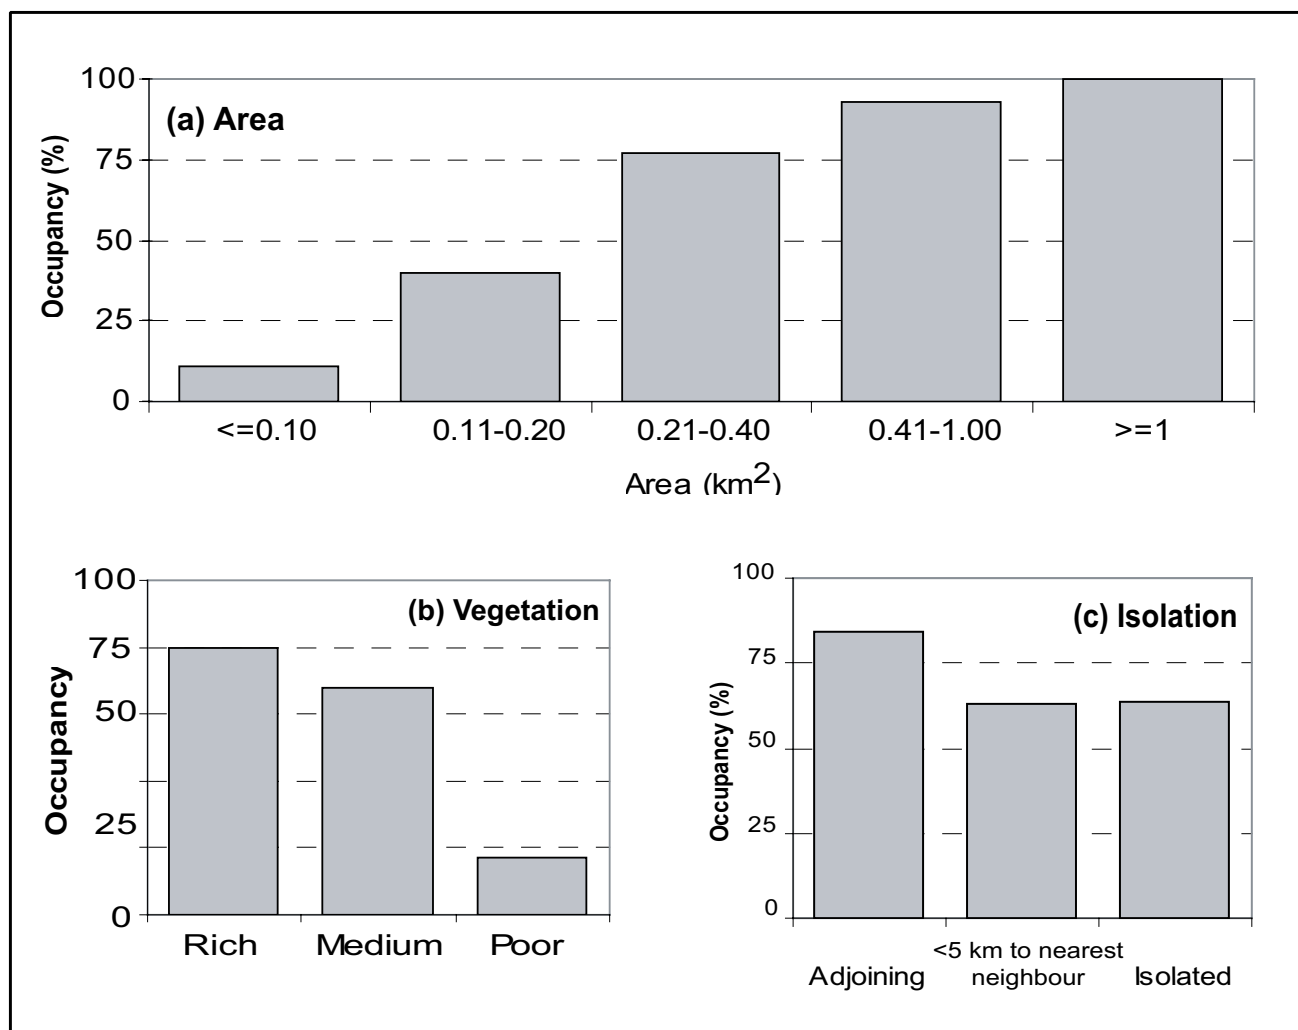 (a) Area
Occupancy (%)
100
75
50
25
0
<=0.10 0.11-0.20 0.21-0.40 0.41-1.00 >=1
Area (km²)
(b) Vegetation
Occupancy
100
75
50
25
0
Rich Medium Poor
(c) Isolation
Occupancy (%)
100
75
50
25
0
Adjoining <5 km to nearest neighbour Isolated